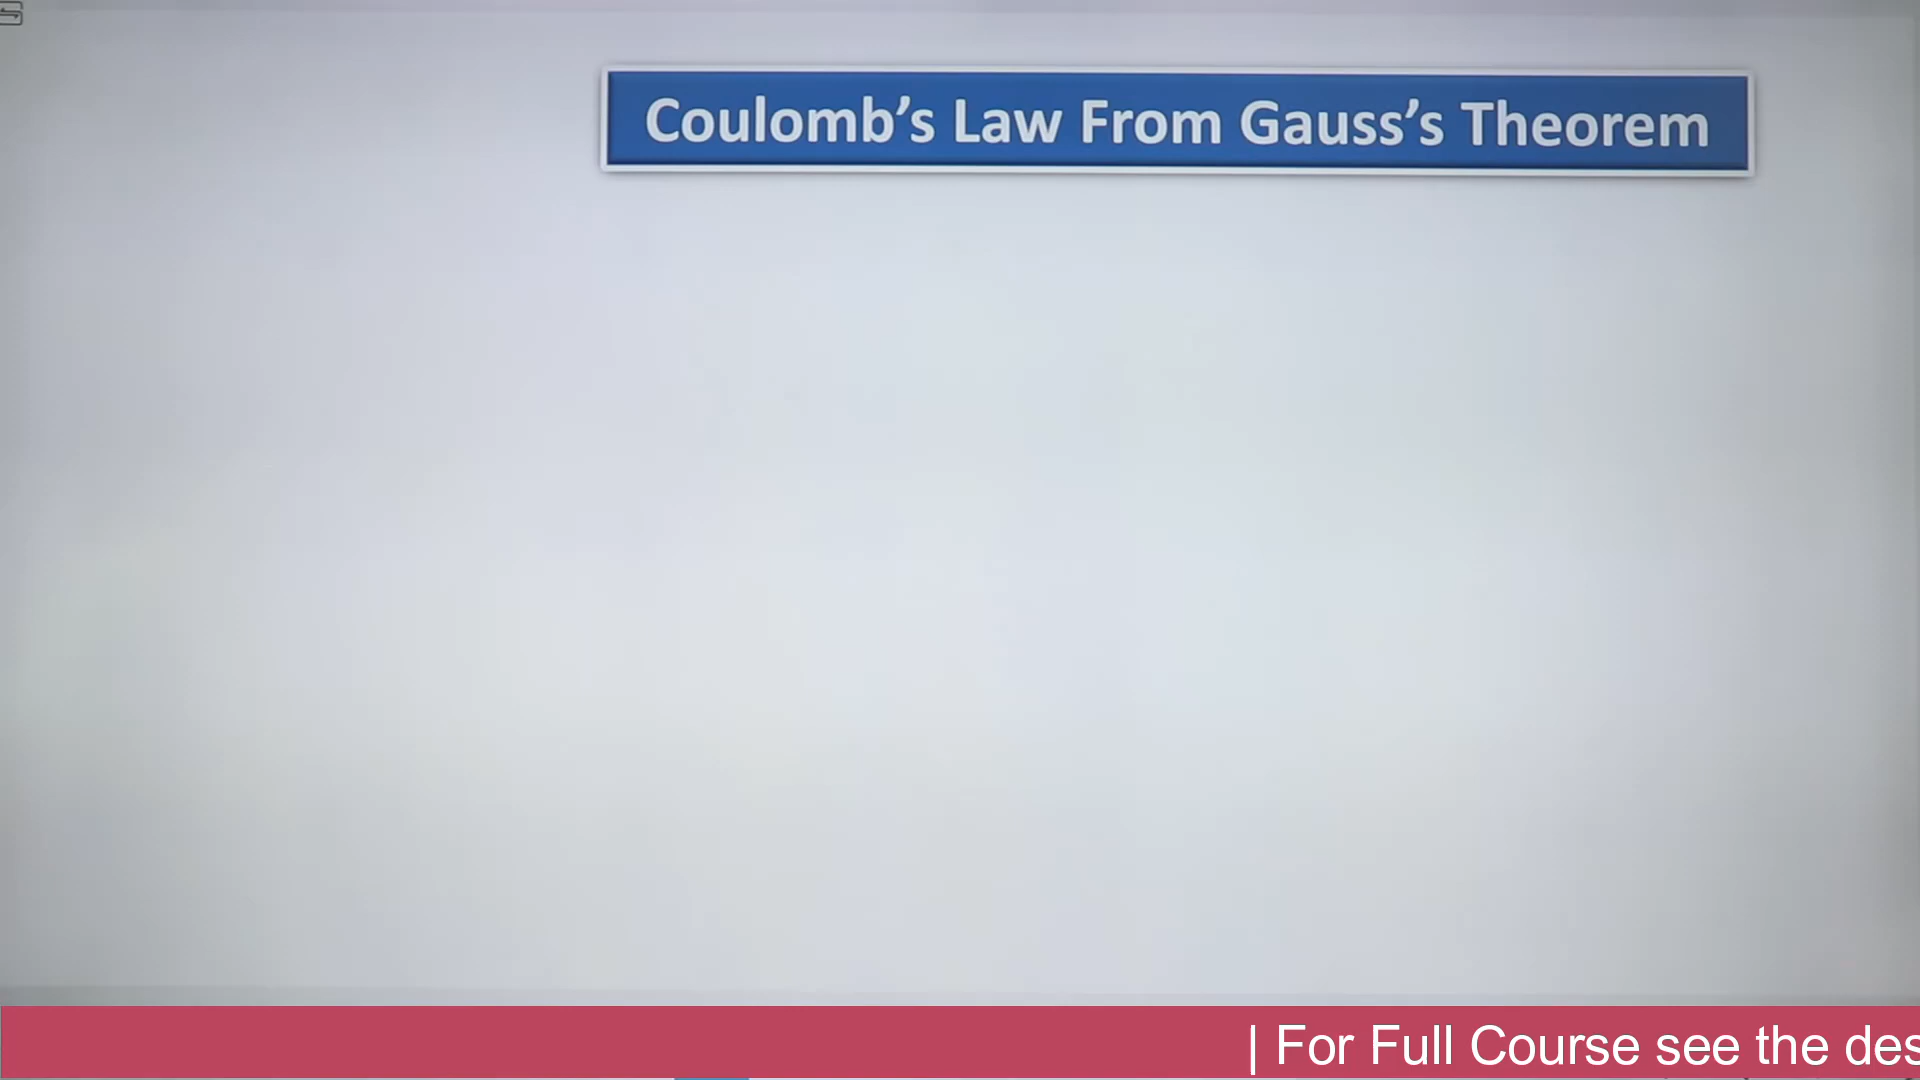 Coulomb's Law From Gauss's Theorem
| For Full Course see the des